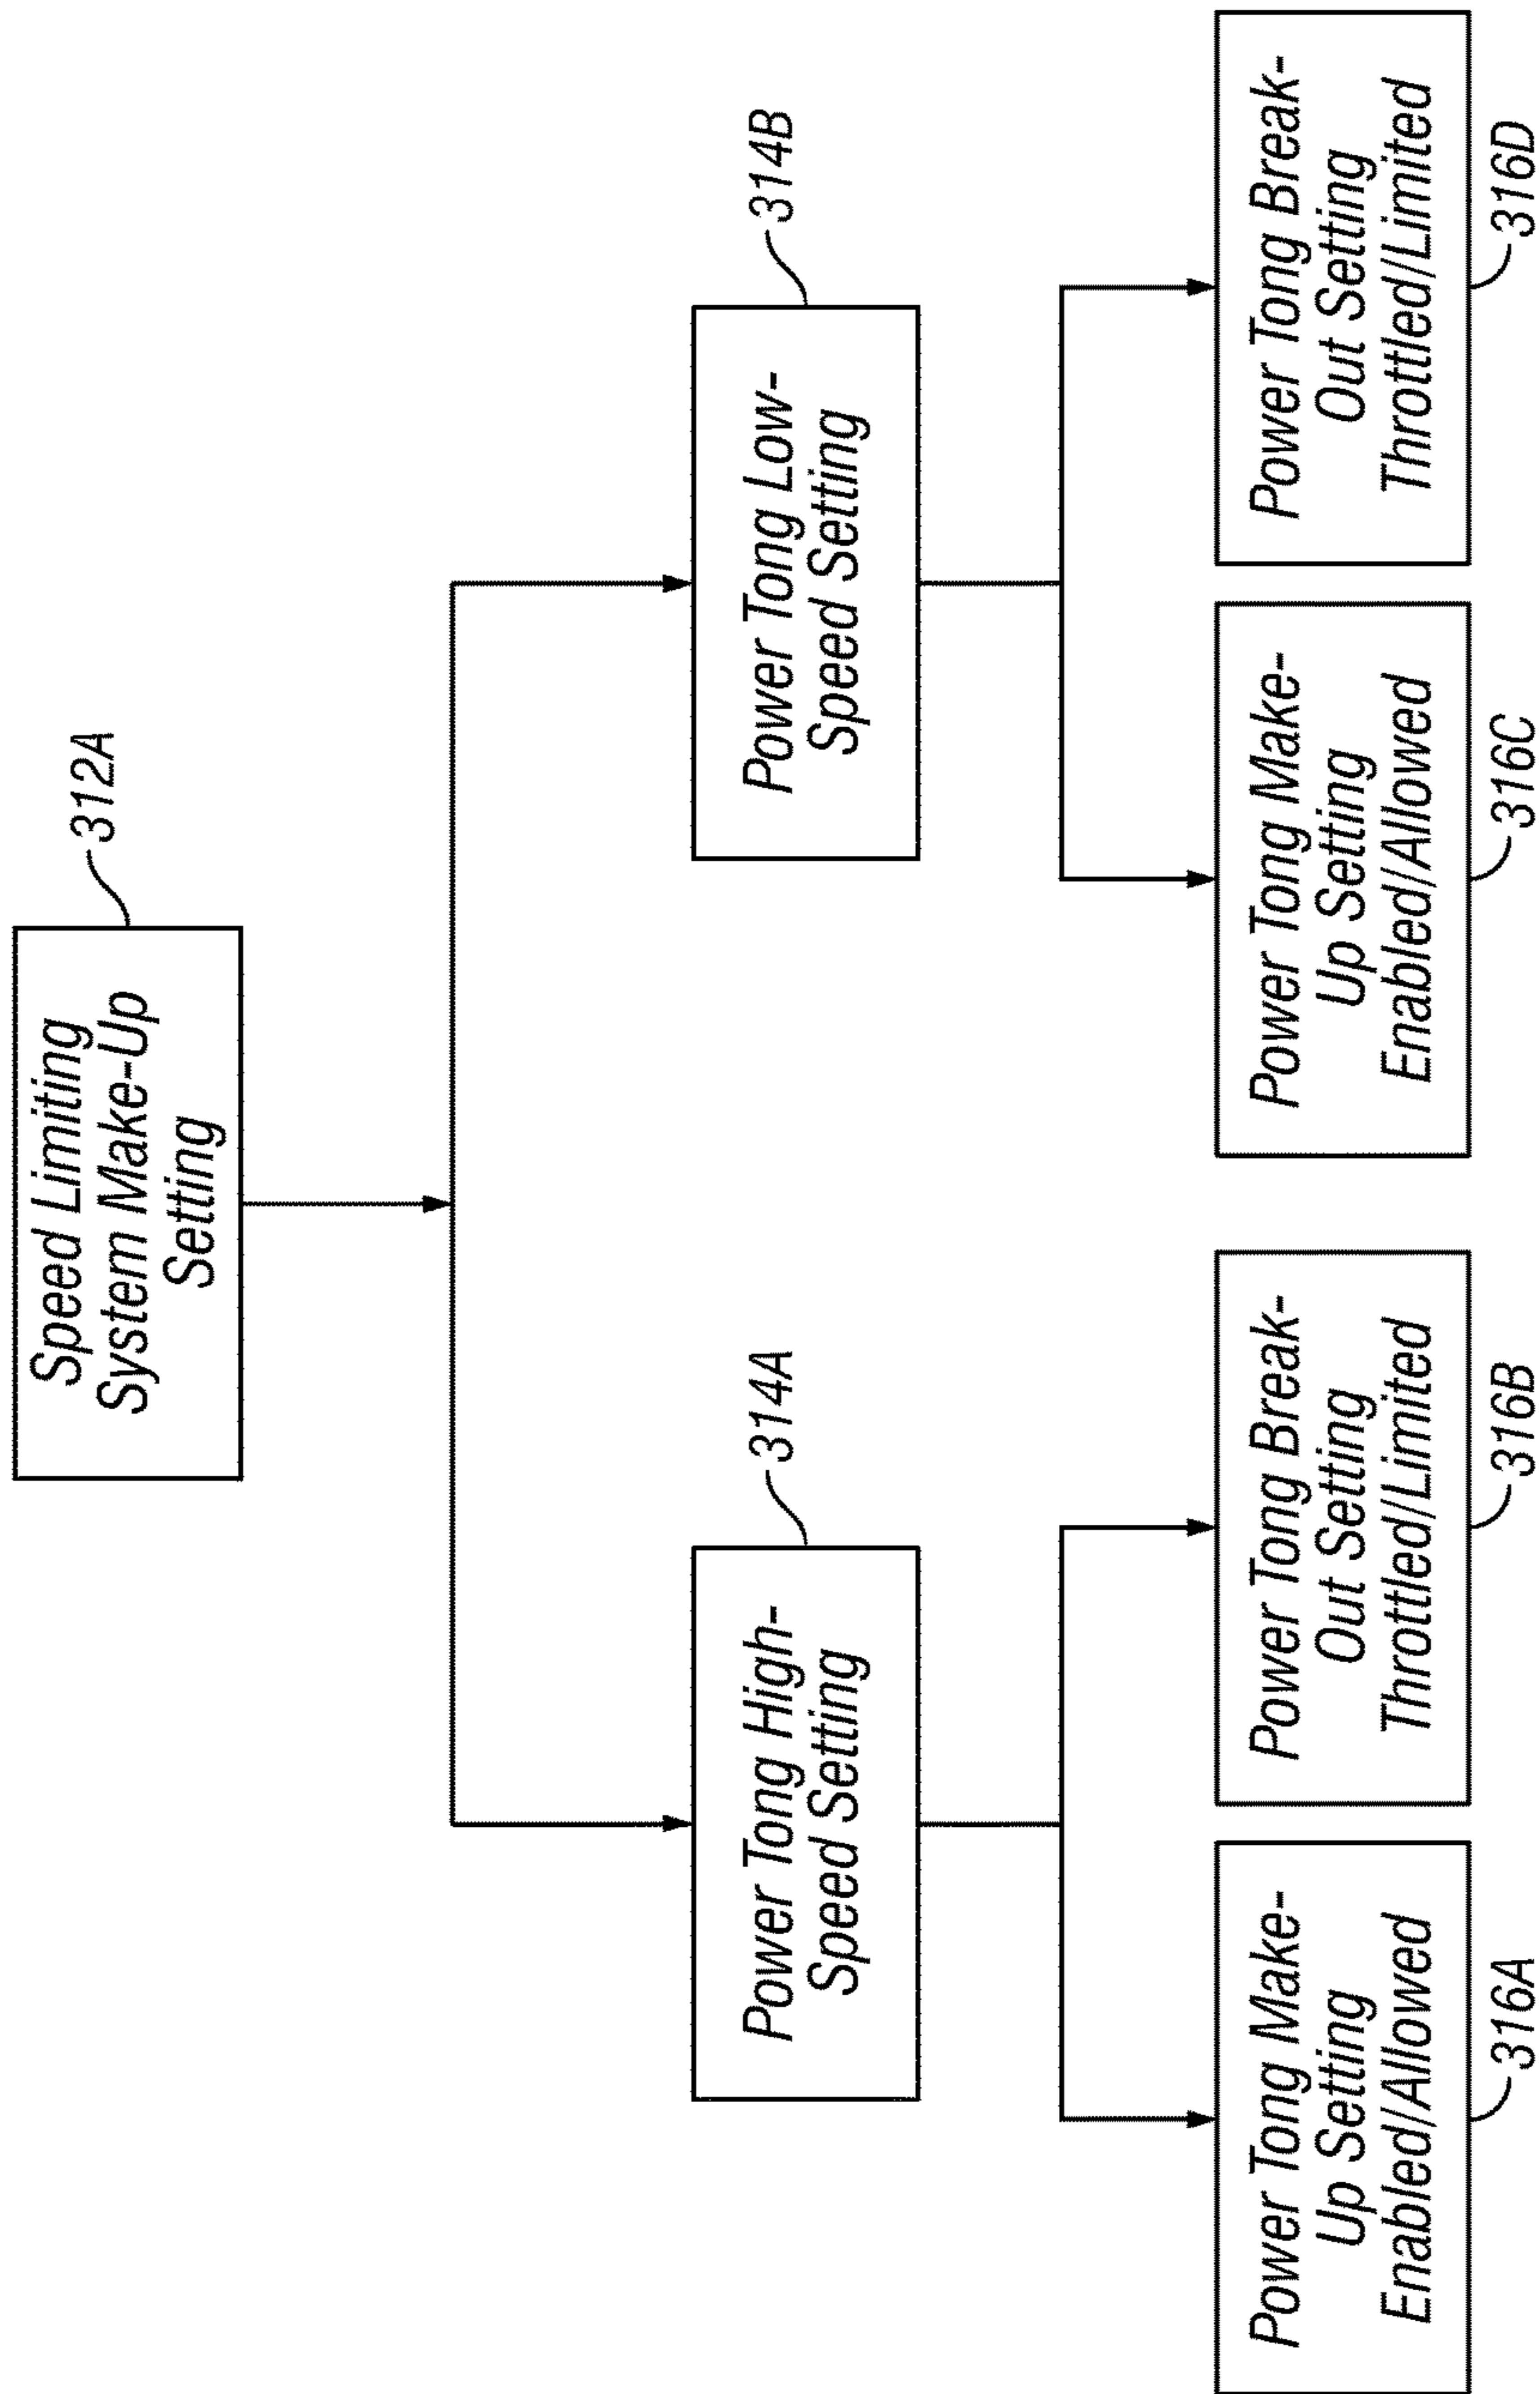 Speed Limiting
System Make-Up
Setting
312A
Power Tong High-
Speed Setting
314A
Power Tong Low-
Speed Setting
314B
Power Tong Make-
Up Setting
Enabled/Allowed
316A
Power Tong Break-
Out Setting
Throttled/Limited
316B
Power Tong Make-
Up Setting
Enabled/Allowed
316C
Power Tong Break-
Out Setting
Throttled/Limited
316D